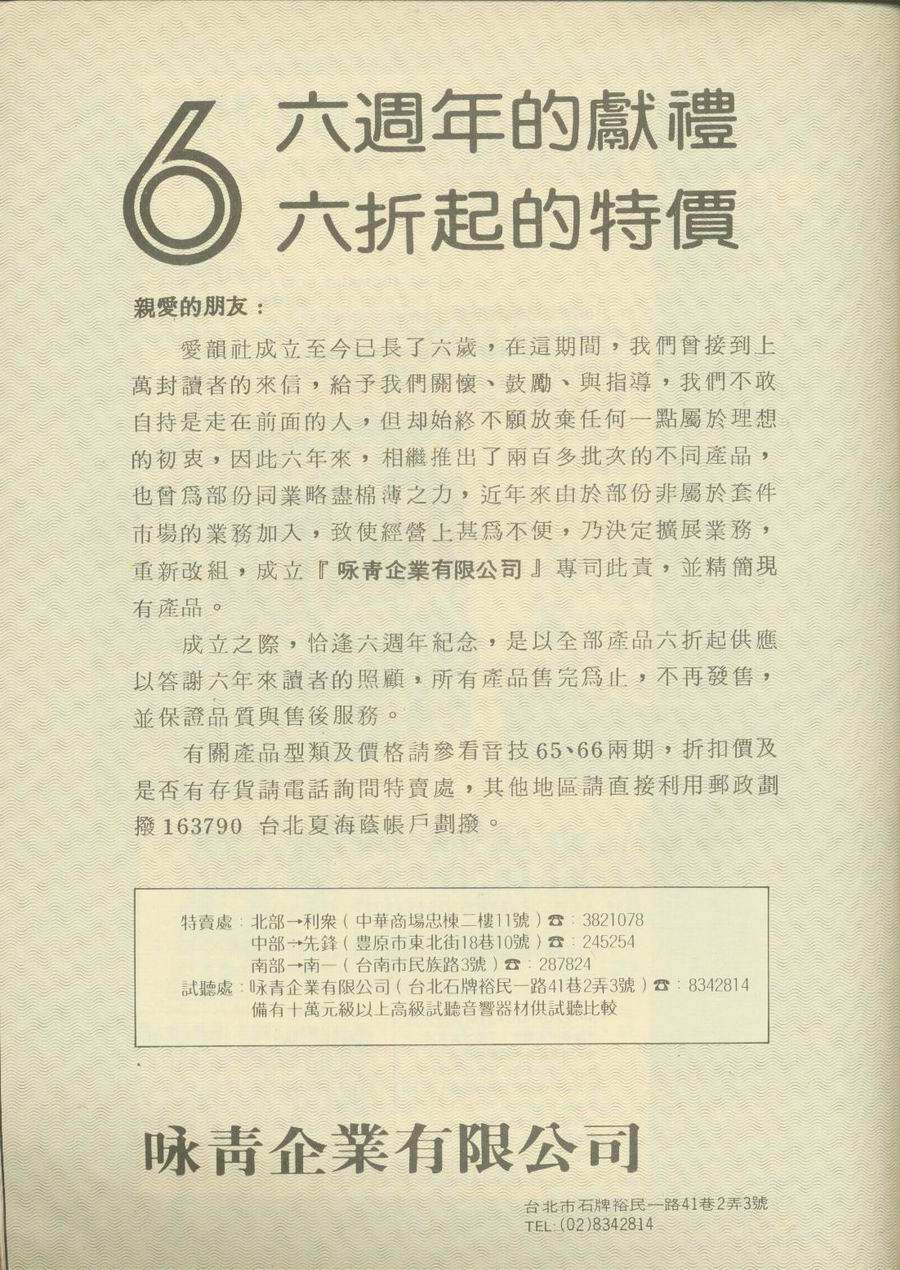 6
六週年的獻禮
六折起的特價
親愛的朋友：
愛韻社成立至今已長了六歲，在這期間，我們曾接到上
萬封讀者的來信，給予我們關懷、鼓勵、與指導，我們不敢
自持是走在前面的人，但却始終不願放棄任何一點屬於理想
的初衷，因此六年來，相繼推出了兩百多批次的不同產品，
也曾爲部份同業略盡棉薄之力，近年來由於部份非屬於套件
市場的業務加入，致使經營上甚爲不便，乃決定擴展業務，
重新改組，成立『咏青企業有限公司』專司此責，並精簡現
有產品。
成立之際，恰逢六週年紀念，是以全部產品六折起供應
以答謝六年來讀者的照顧，所有產品售完爲止，不再發售，
並保證品質與售後服務。
有關產品型類及價格請參看音技65、66兩期，折扣價及
是否有存貨請電話詢問特賣處，其他地區請直接利用郵政劃
撥163790 台北夏海蔭帳戶劃撥。
特賣處：北部→利衆（中華商場忠棟二樓11號）☎：3821078
中部→先鋒（豐原市東北街18巷10號）☎：245254
南部→南一（台南市民族路3號）☎：287824
試聽處：咏青企業有限公司（台北石牌裕民一路41巷2弄3號）☎：8342814
備有十萬元級以上高級試聽音響器材供試聽比較
咏青企業有限公司
台北市石牌裕民一路41巷2弄3號
TEL:(02)8342814